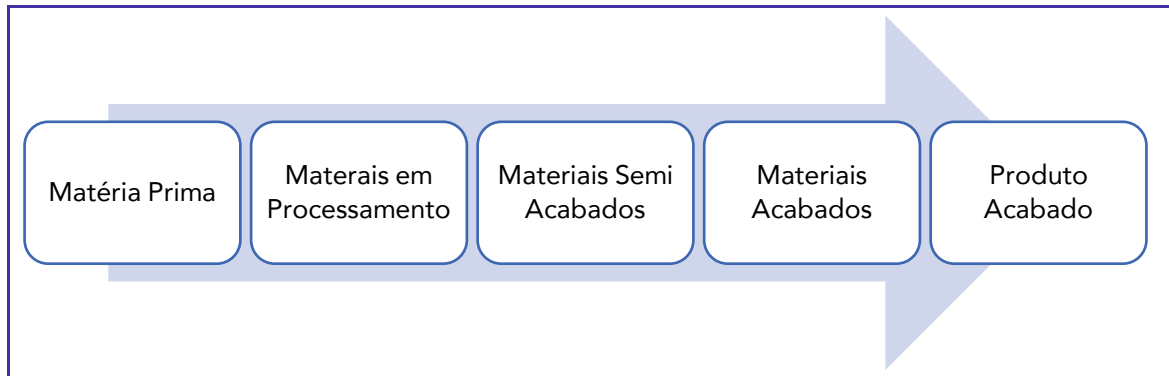 Matéria Prima
Materais em
Processamento
Materiais Semi
Acabados
Materiais
Acabados
Produto
Acabado